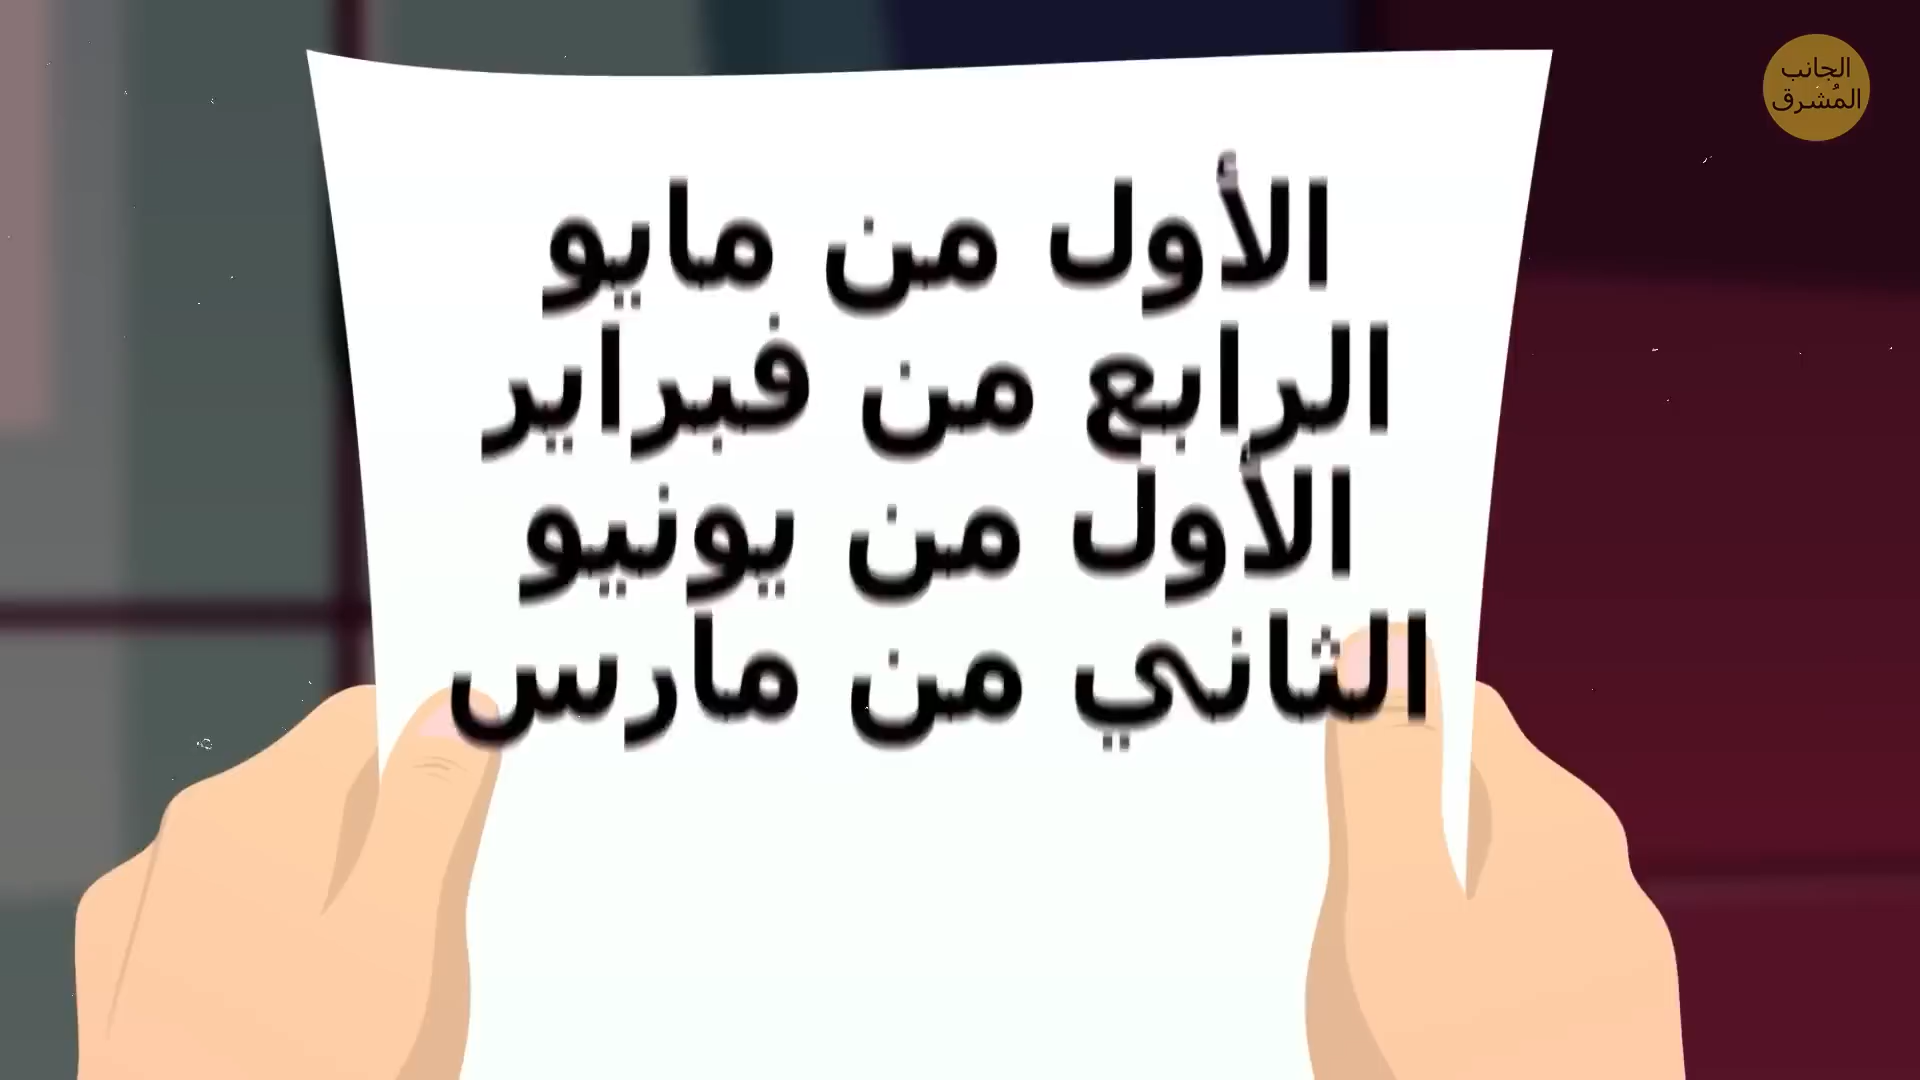 الجانب
المُشرق
الأول من مايو
الرابع من فبراير
الأول من يونيو
الثاني من مارس